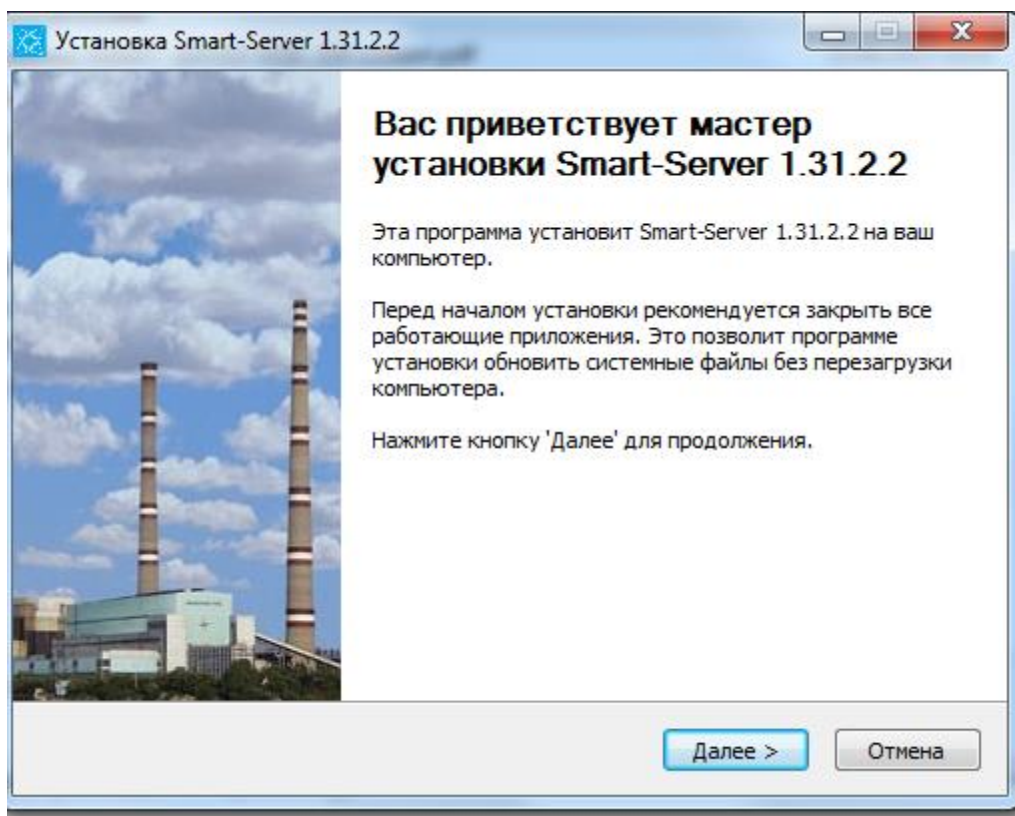 Установка Smart-Server 1.31.2.2
Вас приветствует мастер
установки Smart-Server 1.31.2.2
Эта программа установит Smart-Server 1.31.2.2 на ваш
компьютер.
Перед началом установки рекомендуется закрыть все
работающие приложения. Это позволит программе
установки обновить системные файлы без перезагрузки
компьютера.
Нажмите кнопку 'Далее' для продолжения.
Далее >
Отмена